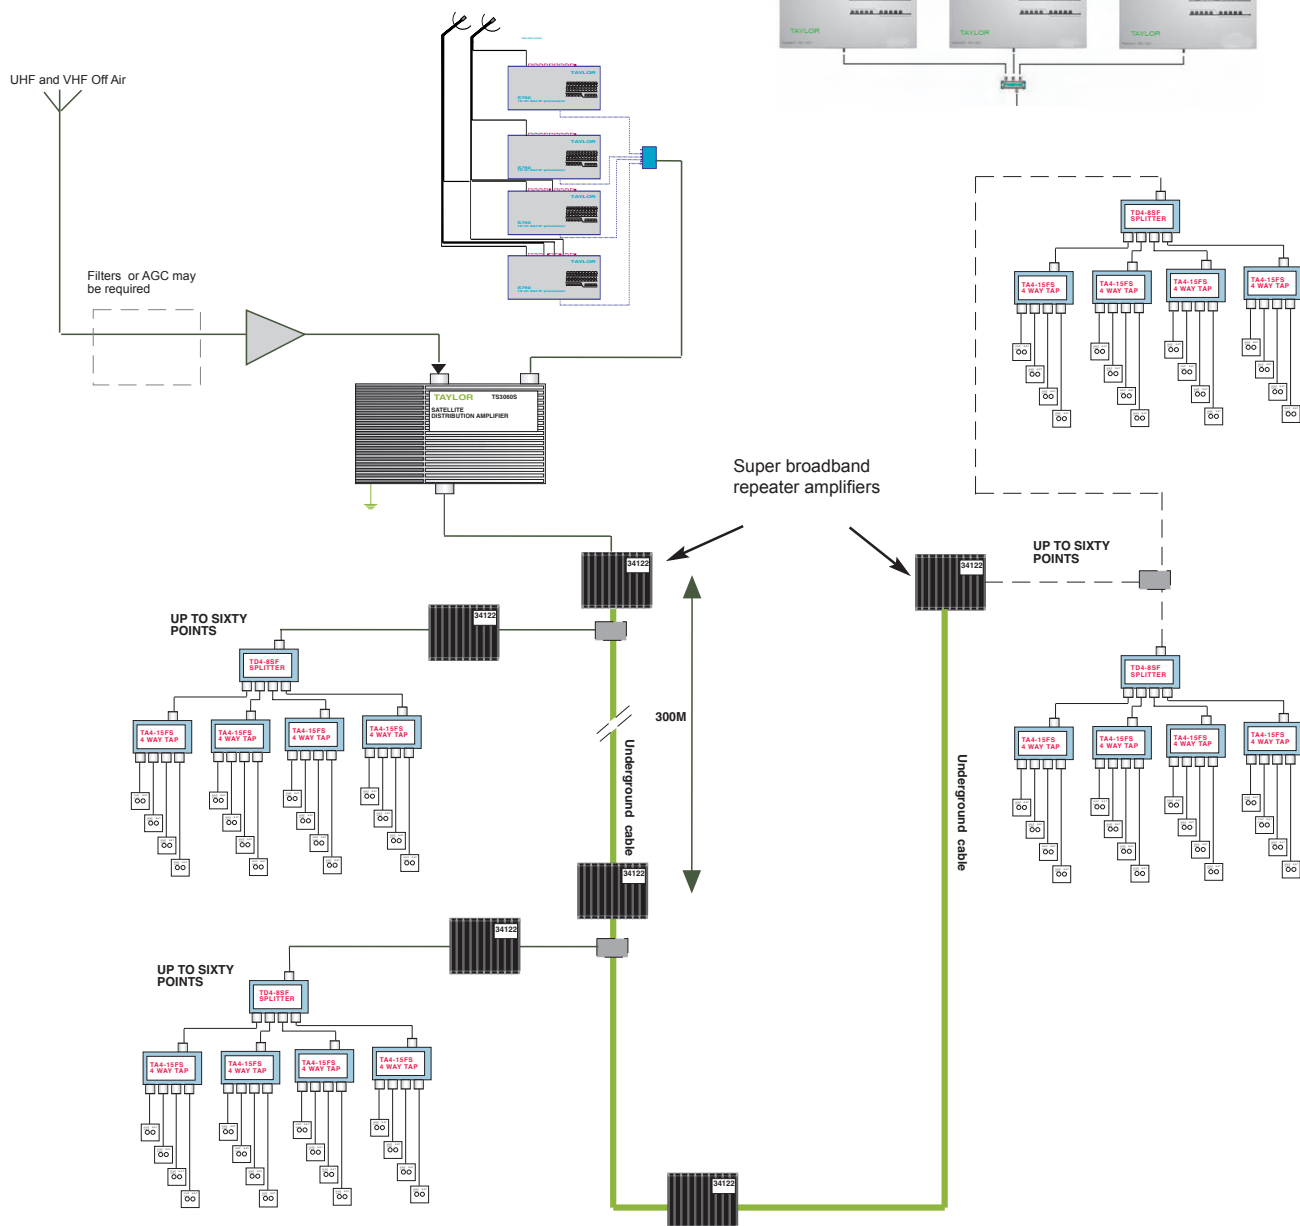 TAYLOR
TAYLOR
TAYLOR
UHF and VHF Off Air
TAYLOR
TAYLOR
TAYLOR
TAYLOR
Filters or AGC may
be required
TAYLOR TS3060S
SATELLITE
DISTRIBUTION AMPLIFIER
TD4-8SF
SPLITTER
TA4-15FS
4 WAY TAP
TA4-15FS
4 WAY TAP
TA4-15FS
4 WAY TAP
TA4-15FS
4 WAY TAP
Super broadband
repeater amplifiers
34122
34122
UP TO SIXTY
POINTS
34122
UP TO SIXTY
POINTS
TD4-8SF
SPLITTER
TA4-15FS
4 WAY TAP
TA4-15FS
4 WAY TAP
TA4-15FS
4 WAY TAP
TA4-15FS
4 WAY TAP
300M
Underground cable
Underground cable
TD4-8SF
SPLITTER
TA4-15FS
4 WAY TAP
TA4-15FS
4 WAY TAP
TA4-15FS
4 WAY TAP
TA4-15FS
4 WAY TAP
34122
34122
UP TO SIXTY
POINTS
TD4-8SF
SPLITTER
TA4-15FS
4 WAY TAP
TA4-15FS
4 WAY TAP
TA4-15FS
4 WAY TAP
TA4-15FS
4 WAY TAP
34122